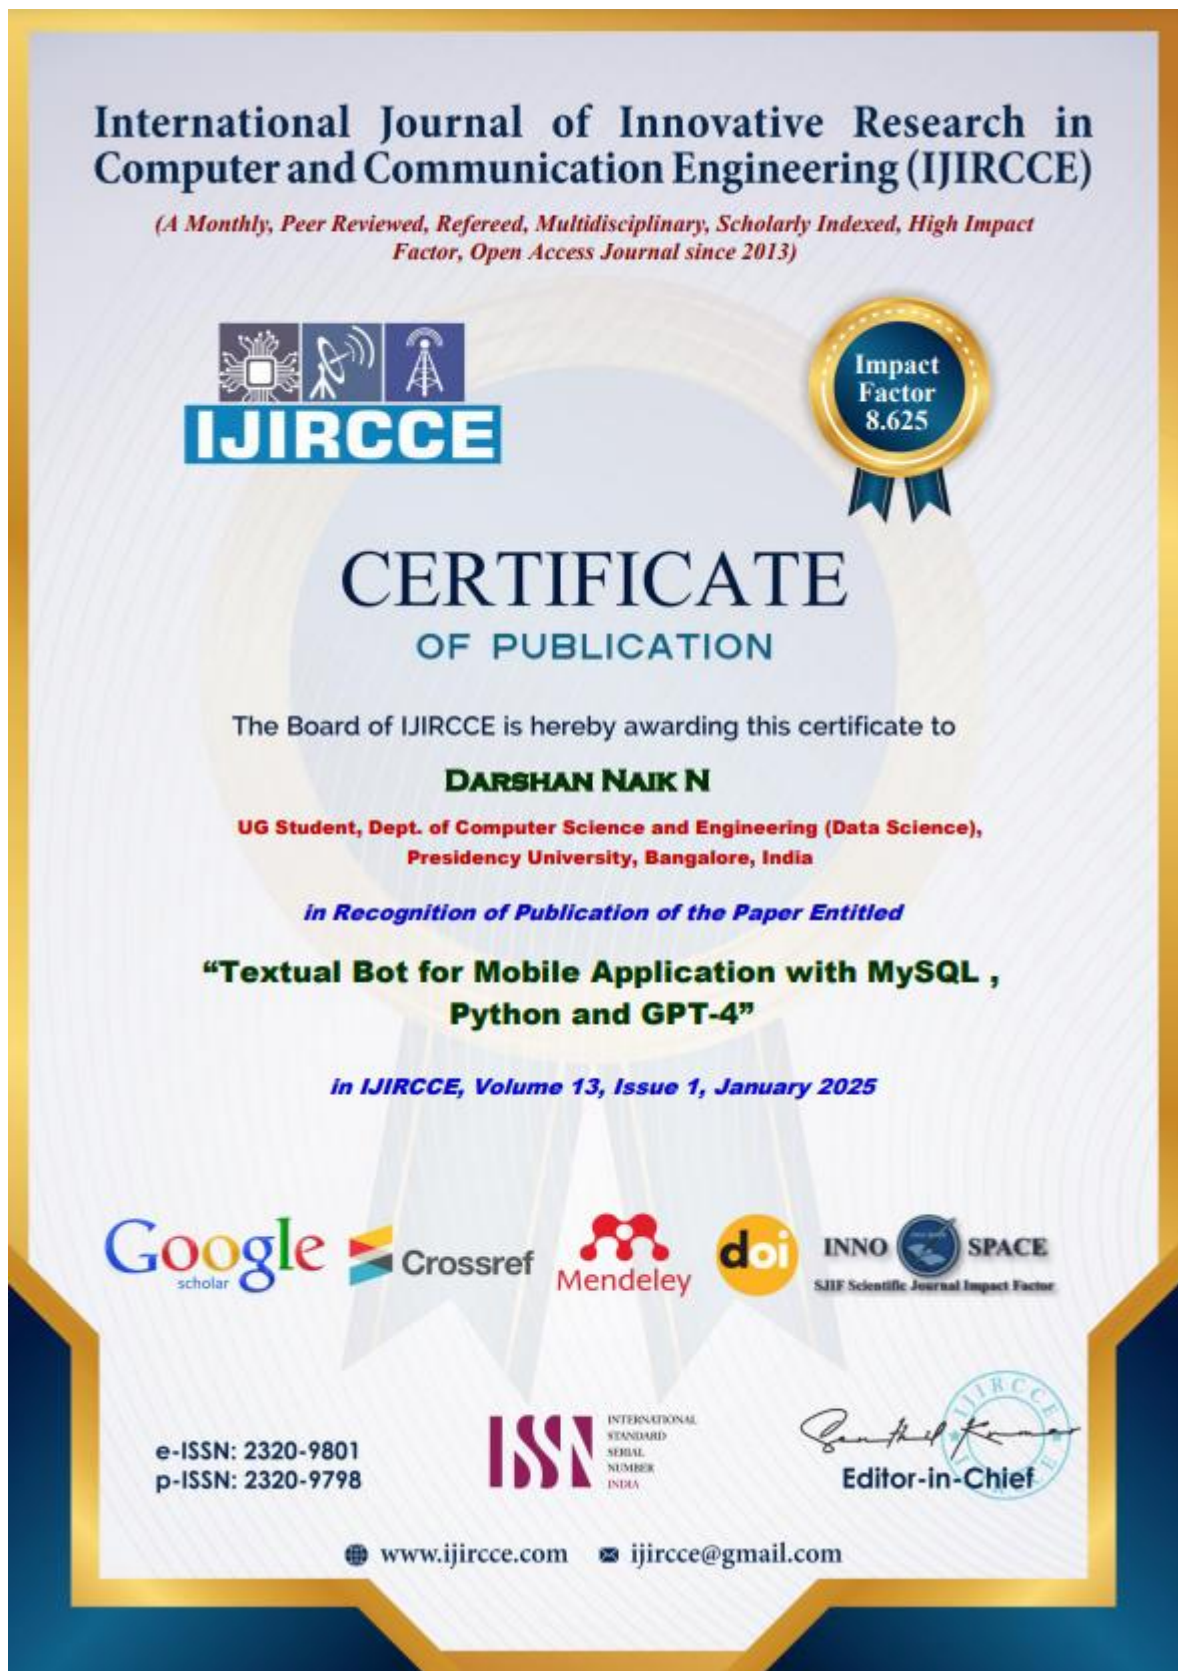 International Journal of Innovative Research in
Computer and Communication Engineering (IJIRCCE)
(A Monthly, Peer Reviewed, Refereed, Multidisciplinary, Scholarly Indexed, High Impact
Factor, Open Access Journal since 2013)
IJIRCCE
Impact
Factor
8.625
CERTIFICATE
OF PUBLICATION
The Board of IJIRCCE is hereby awarding this certificate to
DARSHAN NAIK N
UG Student, Dept. of Computer Science and Engineering (Data Science),
Presidency University, Bangalore, India
in Recognition of Publication of the Paper Entitled
“Textual Bot for Mobile Application with MySQL ,
Python and GPT-4”
in IJIRCCE, Volume 13, Issue 1, January 2025
Google
scholar
Crossref
Mendeley
doi
INNO SPACE
SJIF Scientific Journal Impact Factor
e-ISSN: 2320-9801
p-ISSN: 2320-9798
ISSN
INTERNATIONAL
STANDARD
SERIAL
NUMBER
INDIA
IJIRCCE
Senthil Kumar
Editor-in-Chief
www.ijircce.com ijircce@gmail.com